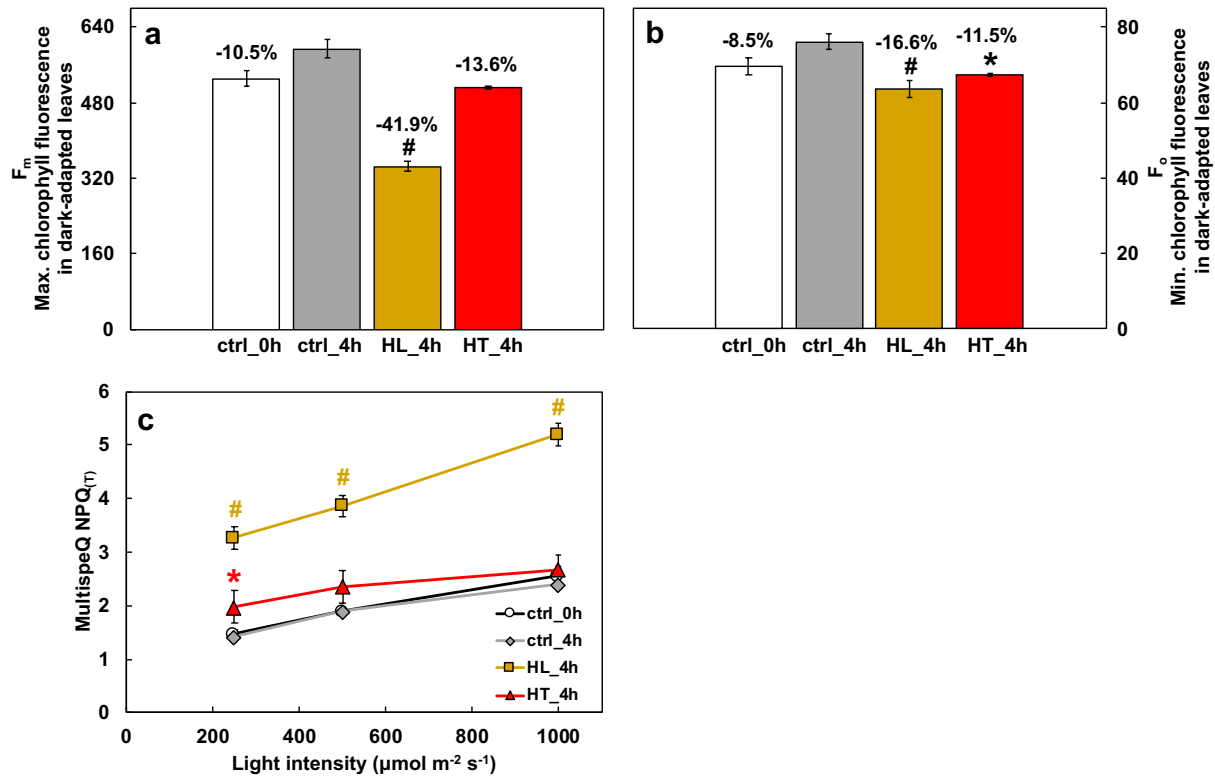 a
F_m
Max. chlorophyll fluorescence
in dark-adapted leaves
640
480
320
160
0
-10.5%
-41.9%
#
-13.6%
ctrl_0h
ctrl_4h
HL_4h
HT_4h
b
-8.5%
-16.6%
#
-11.5%
*
80
60
40
20
0
F_o
Min. chlorophyll fluorescence
in dark-adapted leaves
ctrl_0h
ctrl_4h
HL_4h
HT_4h
c
MultispeQ NPQ(T)
6
5
4
3
2
1
0
#
#
#
*
ctrl_0h
ctrl_4h
HL_4h
HT_4h
0
200
400
600
800
1000
Light intensity (µmol m⁻² s⁻¹)